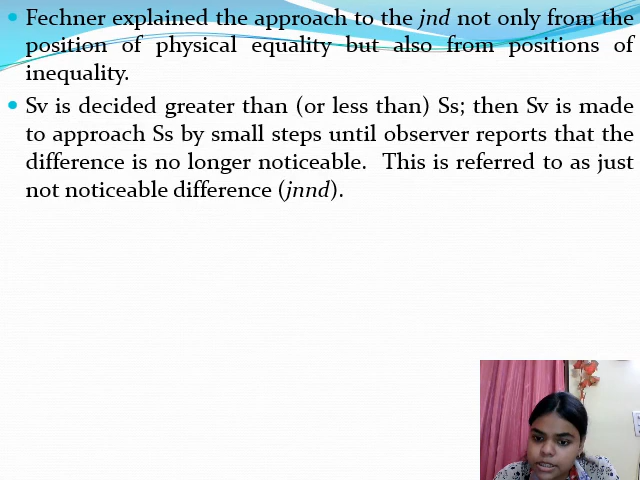 Fechner explained the approach to the jnd not only from the
position of physical equality but also from positions of
inequality.
Sv is decided greater than (or less than) Ss; then Sv is made
to approach Ss by small steps until observer reports that the
difference is no longer noticeable. This is referred to as just
not noticeable difference (jnnd).